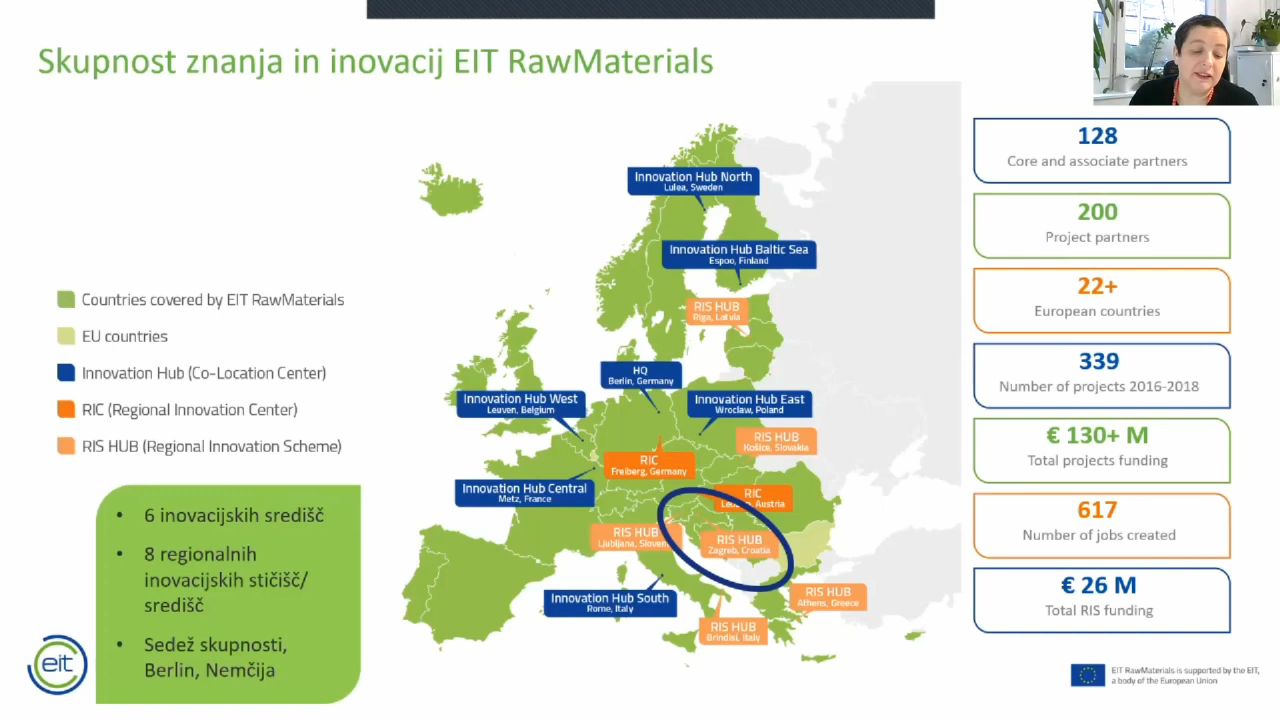 Skupnost znanja in inovacij EIT RawMaterials
Countries covered by EIT RawMaterials
EU countries
Innovation Hub (Co-Location Center)
RIC (Regional Innovation Center)
RIS HUB (Regional Innovation Scheme)
• 6 inovacijskih središč
• 8 regionalnih
inovacijskih stičišč/
središč
• Sedež skupnosti,
Berlin, Nemčija
eit
Innovation Hub North
Lulea, Sweden
Innovation Hub Baltic Sea
Espoo, Finland
RIS HUB
Riga, Latvia
HQ
Berlin, Germany
Innovation Hub West
Leuven, Belgium
Innovation Hub East
Wroclaw, Poland
RIS HUB
Košice, Slovakia
RIC
Freiberg, Germany
Innovation Hub Central
Metz, France
RIC
Austria
RIS HUB
Ljubljana,
RIS HUB
Zagreb, Croatia
Innovation Hub South
Rome, Italy
RIS HUB
Athens, Greece
RIS HUB
Brindisi, Italy
128
Core and associate partners
200
Project partners
22+
European countries
339
Number of projects 2016-2018
€ 130+ M
Total projects funding
617
Number of jobs created
€ 26 M
Total RIS funding
EIT RawMaterials is supported by the EIT,
a body of the European Union